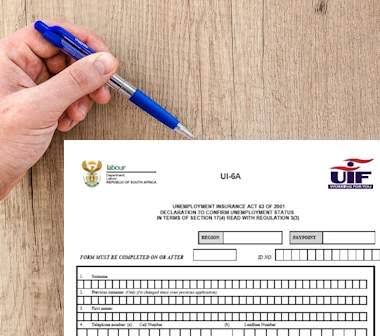 labour
Department:
Labour
REPUBLIC OF SOUTH AFRICA
UI-6A
UIF
WORKING FOR YOU
UNEMPLOYMENT INSURANCE ACT 63 OF 2001
DECLARATION TO CONFIRM UNEMPLOYMENT STATUS
IN TERMS OF SECTION 17(4) READ WITH REGULATION 5(3)
REGION PAYPOINT
FORM MUST BE COMPLETED ON OR AFTER ID NO
1. Surname:
2. Previous surname: (Only if changed since your previous application)
3. First names:
4. Telephone number: (a) Cell Number (b) Landline Number